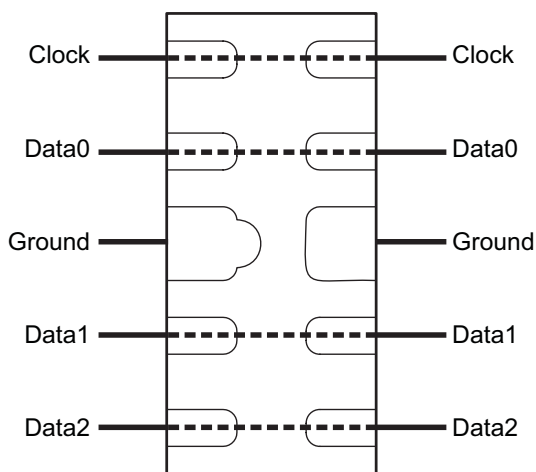 Clock Clock
Data0 Data0
Ground Ground
Data1 Data1
Data2 Data2